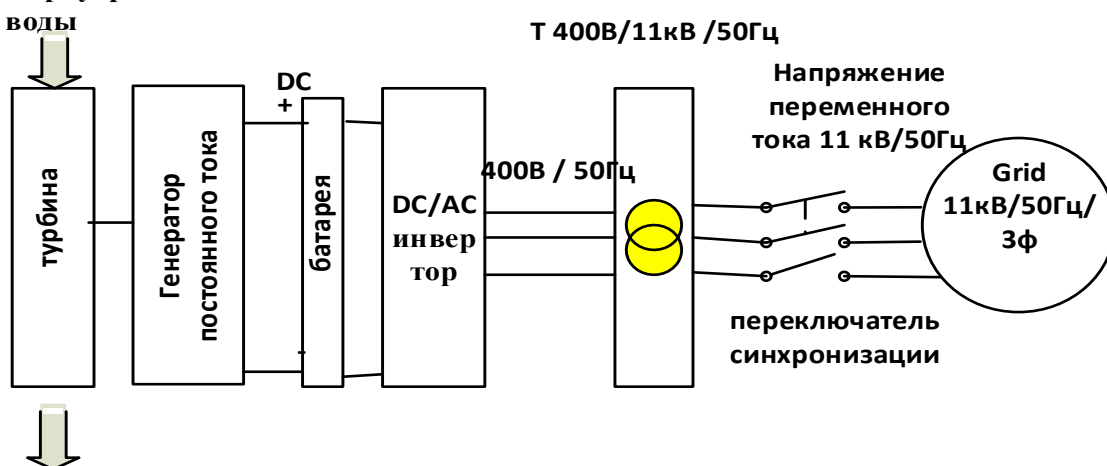 воды
Т 400В/11кВ /50Гц
турбина
Генератор
постоянного тока
DC
+
-
батарея
DC/AC
инвер
тор
400В / 50Гц
Напряжение
переменного
тока 11 кВ/50Гц
переключатель
синхронизации
Grid
11кВ/50Гц/
3ф